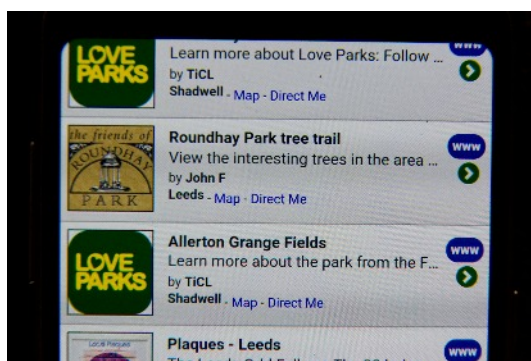 LOVE
PARKS
Learn more about Love Parks: Follow ...
www
by TiCL
Shadwell - Map - Direct Me
the friends of
ROUNDHAY
PARK
Roundhay Park tree trail
View the interesting trees in the area ...
www
by John F
Leeds - Map - Direct Me
LOVE
PARKS
Allerton Grange Fields
Learn more about the park from the F...
www
by TiCL
Shadwell - Map - Direct Me
Plaques - Leeds
www